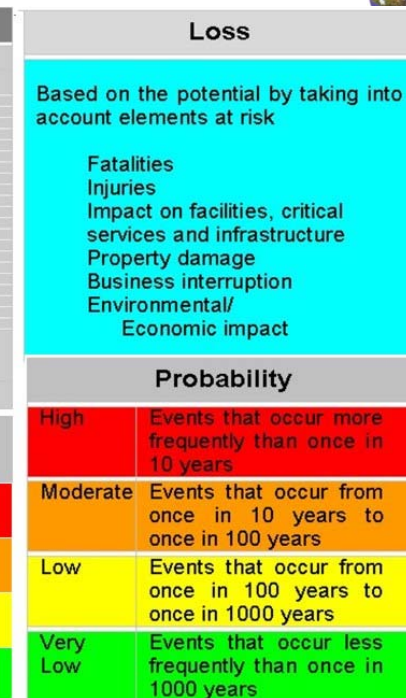 Loss
Based on the potential by taking into
account elements at risk
Fatalities
Injuries
Impact on facilities, critical
services and infrastructure
Property damage
Business interruption
Environmental/
Economic impact
Probability
High Events that occur more
frequently than once in
10 years
Moderate Events that occur from
once in 10 years to
once in 100 years
Low Events that occur from
once in 100 years to
once in 1000 years
Very Events that occur less
Low frequently than once in
1000 years